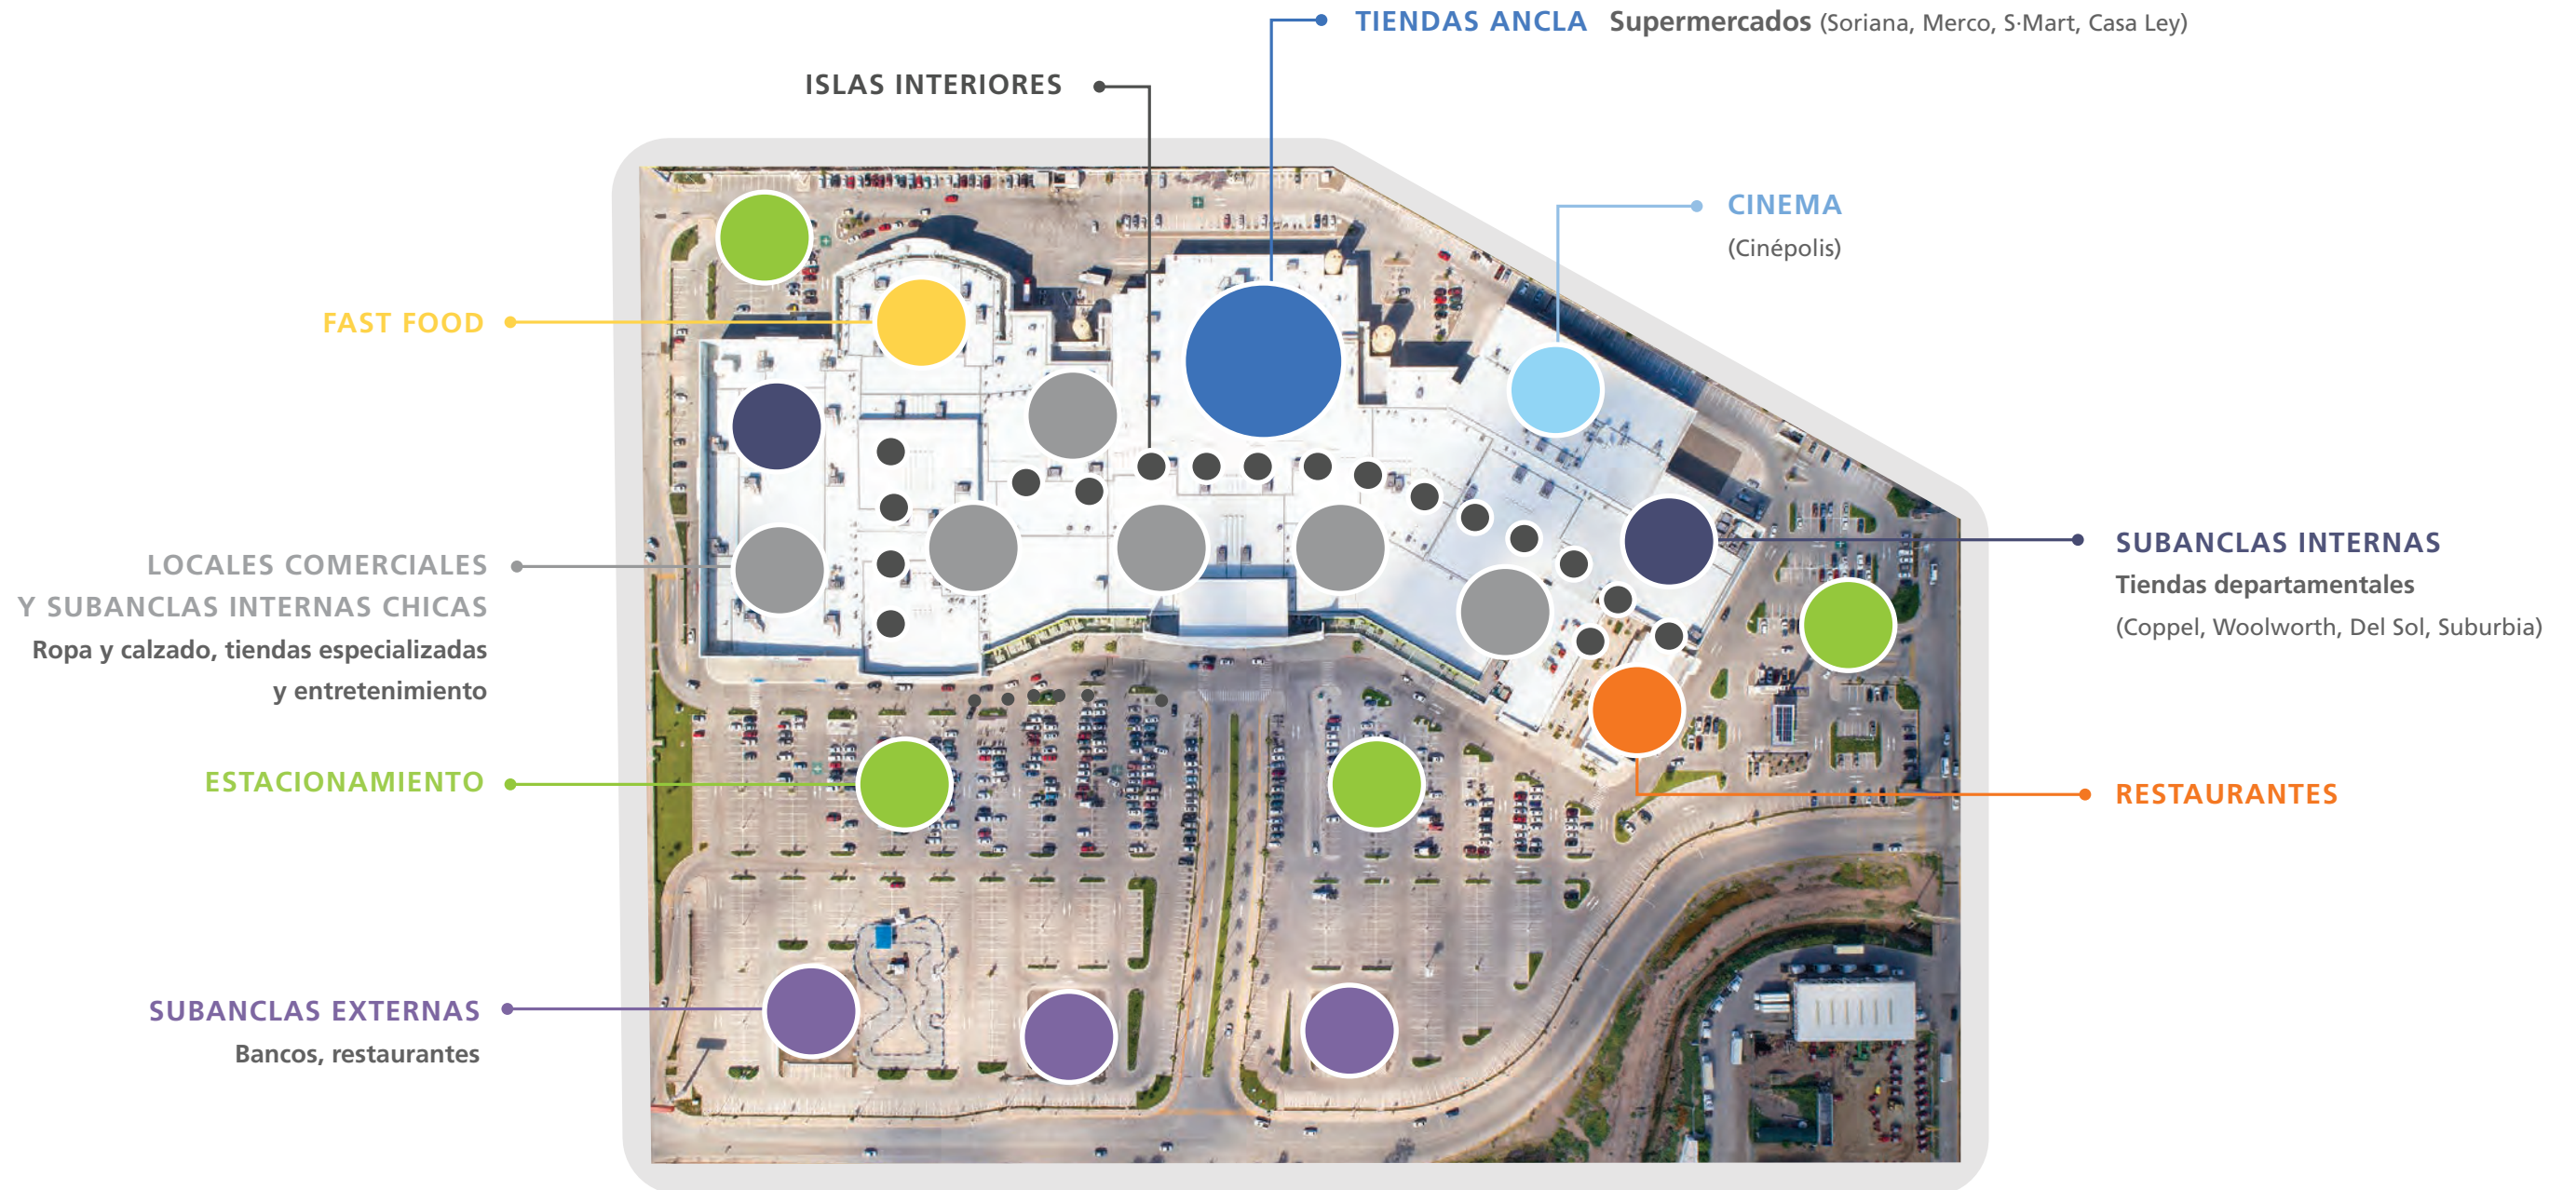 TIENDAS ANCLA Supermercados (Soriana, Merco, S·Mart, Casa Ley)
ISLAS INTERIORES
CINEMA
(Cinépolis)
FAST FOOD
SUBANCLAS INTERNAS
Tiendas departamentales
(Coppel, Woolworth, Del Sol, Suburbia)
LOCALES COMERCIALES
Y SUBANCLAS INTERNAS CHICAS
Ropa y calzado, tiendas especializadas
y entretenimiento
ESTACIONAMIENTO
RESTAURANTES
SUBANCLAS EXTERNAS
Bancos, restaurantes